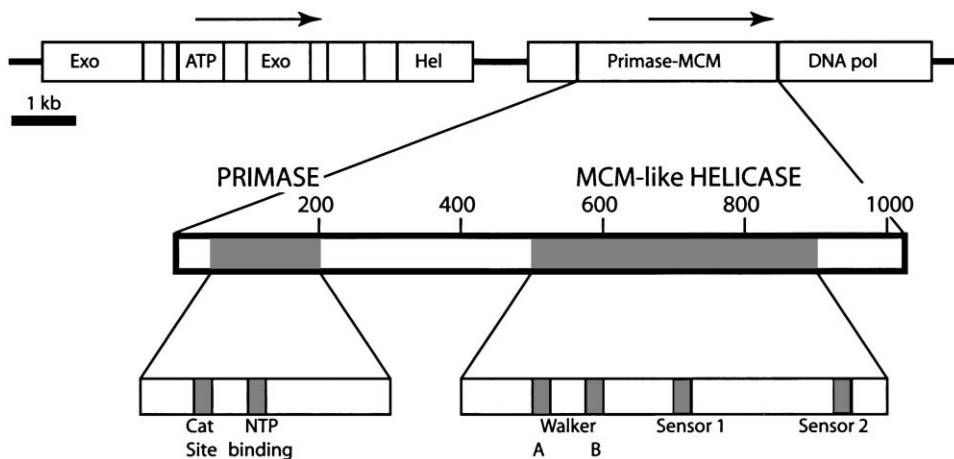 Exo ATP Exo Hel Primase-MCM DNA pol
1 kb
PRIMASE MCM-like HELICASE
200 400 600 800 1000
Cat NTP Walker Sensor 1 Sensor 2
Site binding A B